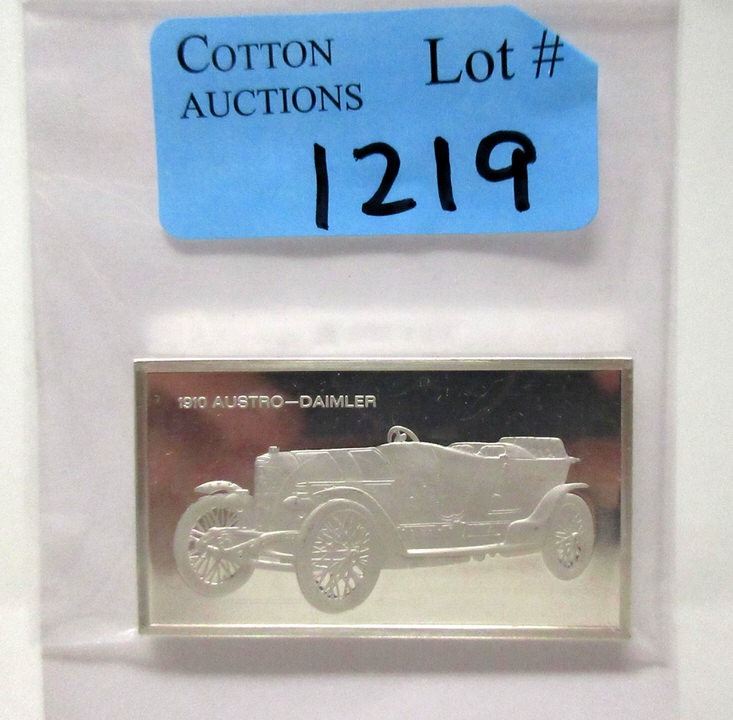 COTTON AUCTIONS
Lot #
1219
1910 AUSTRO—DAIMLER